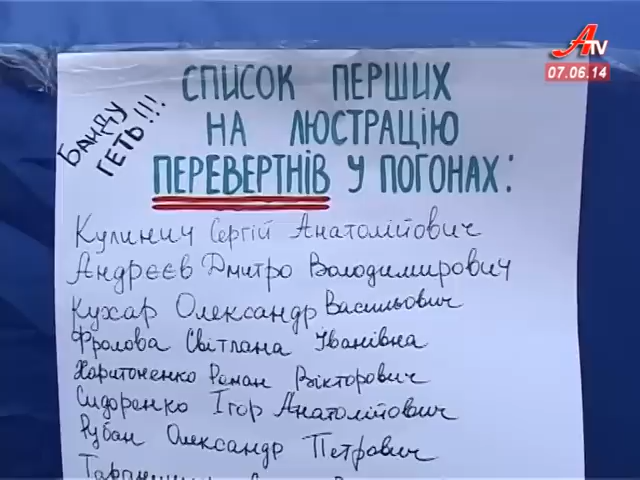 АTV
07.06.14
БАНДУ
ГЕТЬ!!!
СПИСОК ПЕРШИХ
НА ЛЮСТРАЦІЮ
ПЕРЕВЕРТНІВ У ПОГОНАХ:
Кулинич Сергій Анатолійович
Андрєєв Дмитро Володимирович
Кухар Олександр Васильович
Фролова Світлана Іванівна
Харитоненко Роман Вікторович
Сидоренко Ігор Анатолійович
Рубан Олександр Петрович